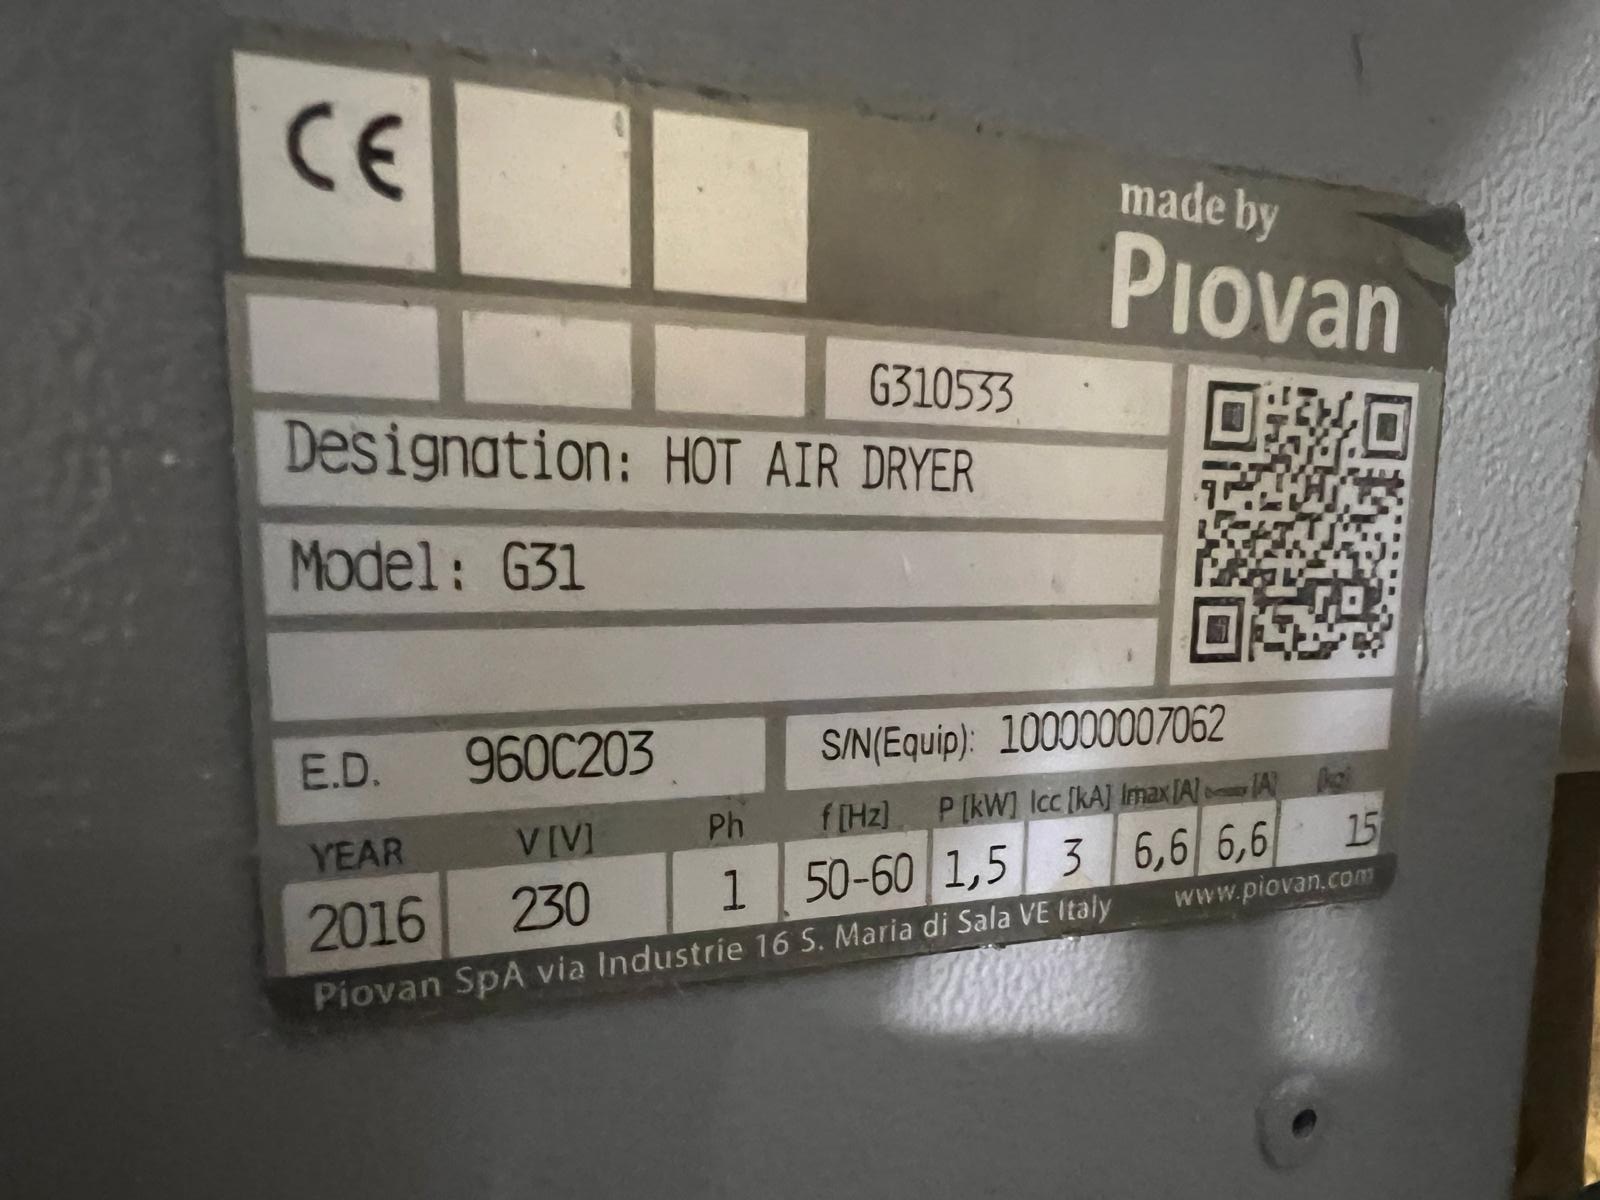 CE
made by
Piovan
G310533
Designation: HOT AIR DRYER
Model: G31
E.D. 960C203
S/N(Equip): 100000007062
YEAR V [V] Ph f [Hz] P [kW] Icc [kA] Imax [A] [A] [kg]
2016 230 1 50-60 1,5 3 6,6 6,6 15
Piovan SpA via Industrie 16 S. Maria di Sala VE Italy www.piovan.com